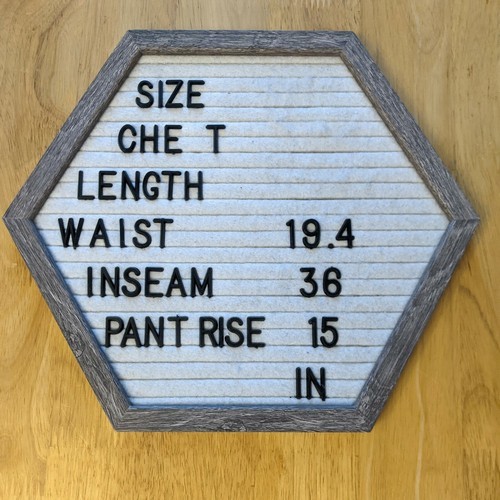 SIZE
CHE T
LENGTH
WAIST 19.4
INSEAM 36
PANT RISE 15
IN